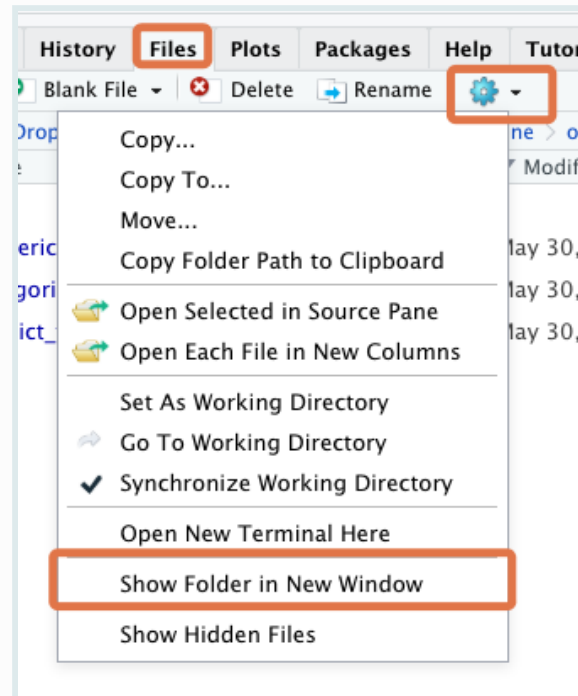 History Files Plots Packages Help Tutor
Blank File Delete Rename
Copy...
Copy To...
Move...
Copy Folder Path to Clipboard
Open Selected in Source Pane
Open Each File in New Columns
Set As Working Directory
Go To Working Directory
Synchronize Working Directory
Open New Terminal Here
Show Folder in New Window
Show Hidden Files